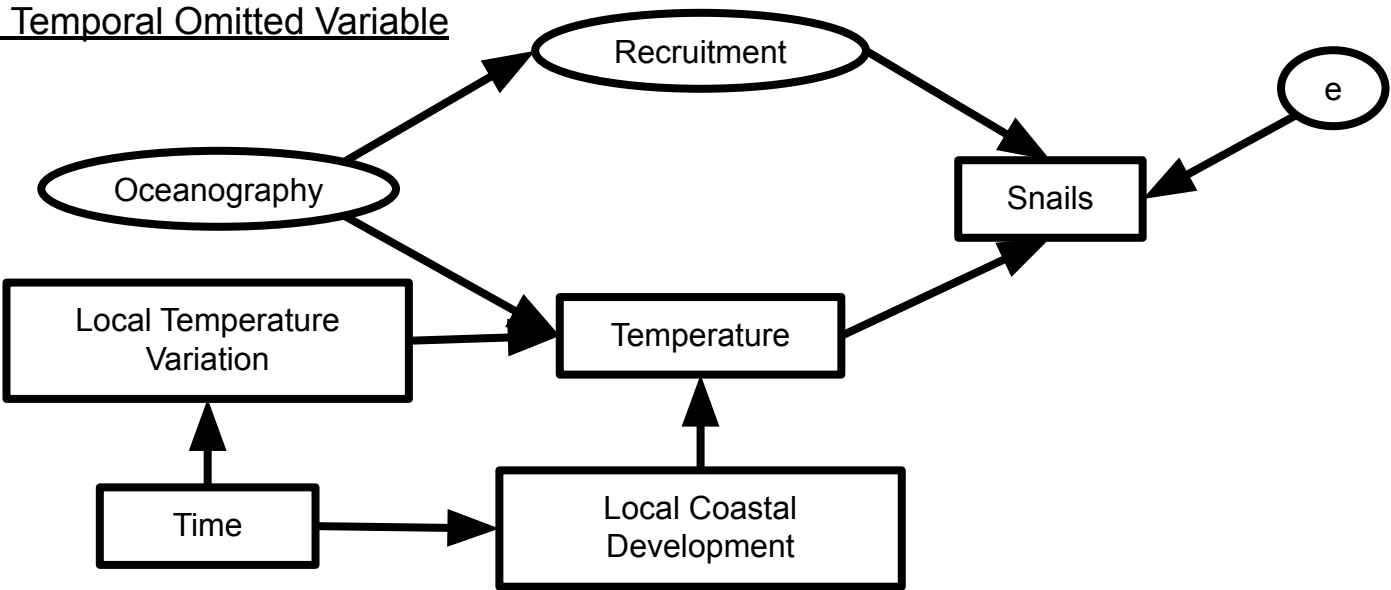 Temporal Omitted Variable
Recruitment
e
Oceanography
Snails
Local Temperature
Variation
Temperature
Time
Local Coastal
Development